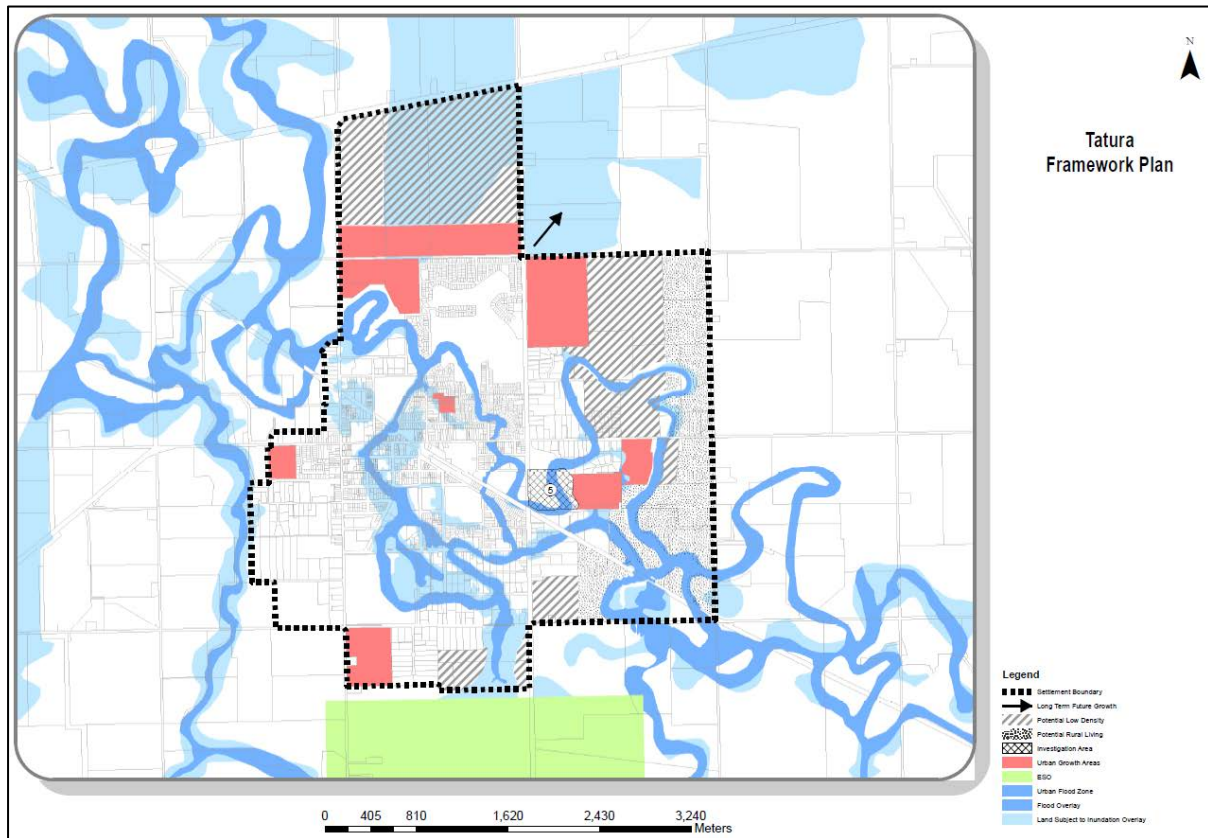 N
Tatura
Framework Plan
5
Legend
Settlement Boundary
Long Term Future Growth
Potential Low Density
Potential Rural Living
Investigation Area
Urban Growth Areas
ESO
Urban Flood Zone
Flood Overlay
Land Subject to Inundation Overlay
0 405 810 1,620 2,430 3,240
Meters